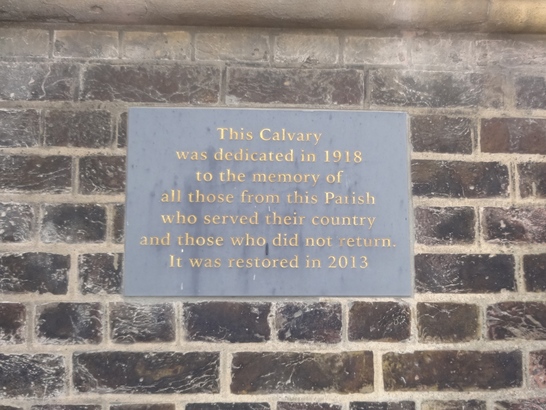 This Calvary
was dedicated in 1918
to the memory of
all those from this Parish
who served their country
and those who did not return.
It was restored in 2013